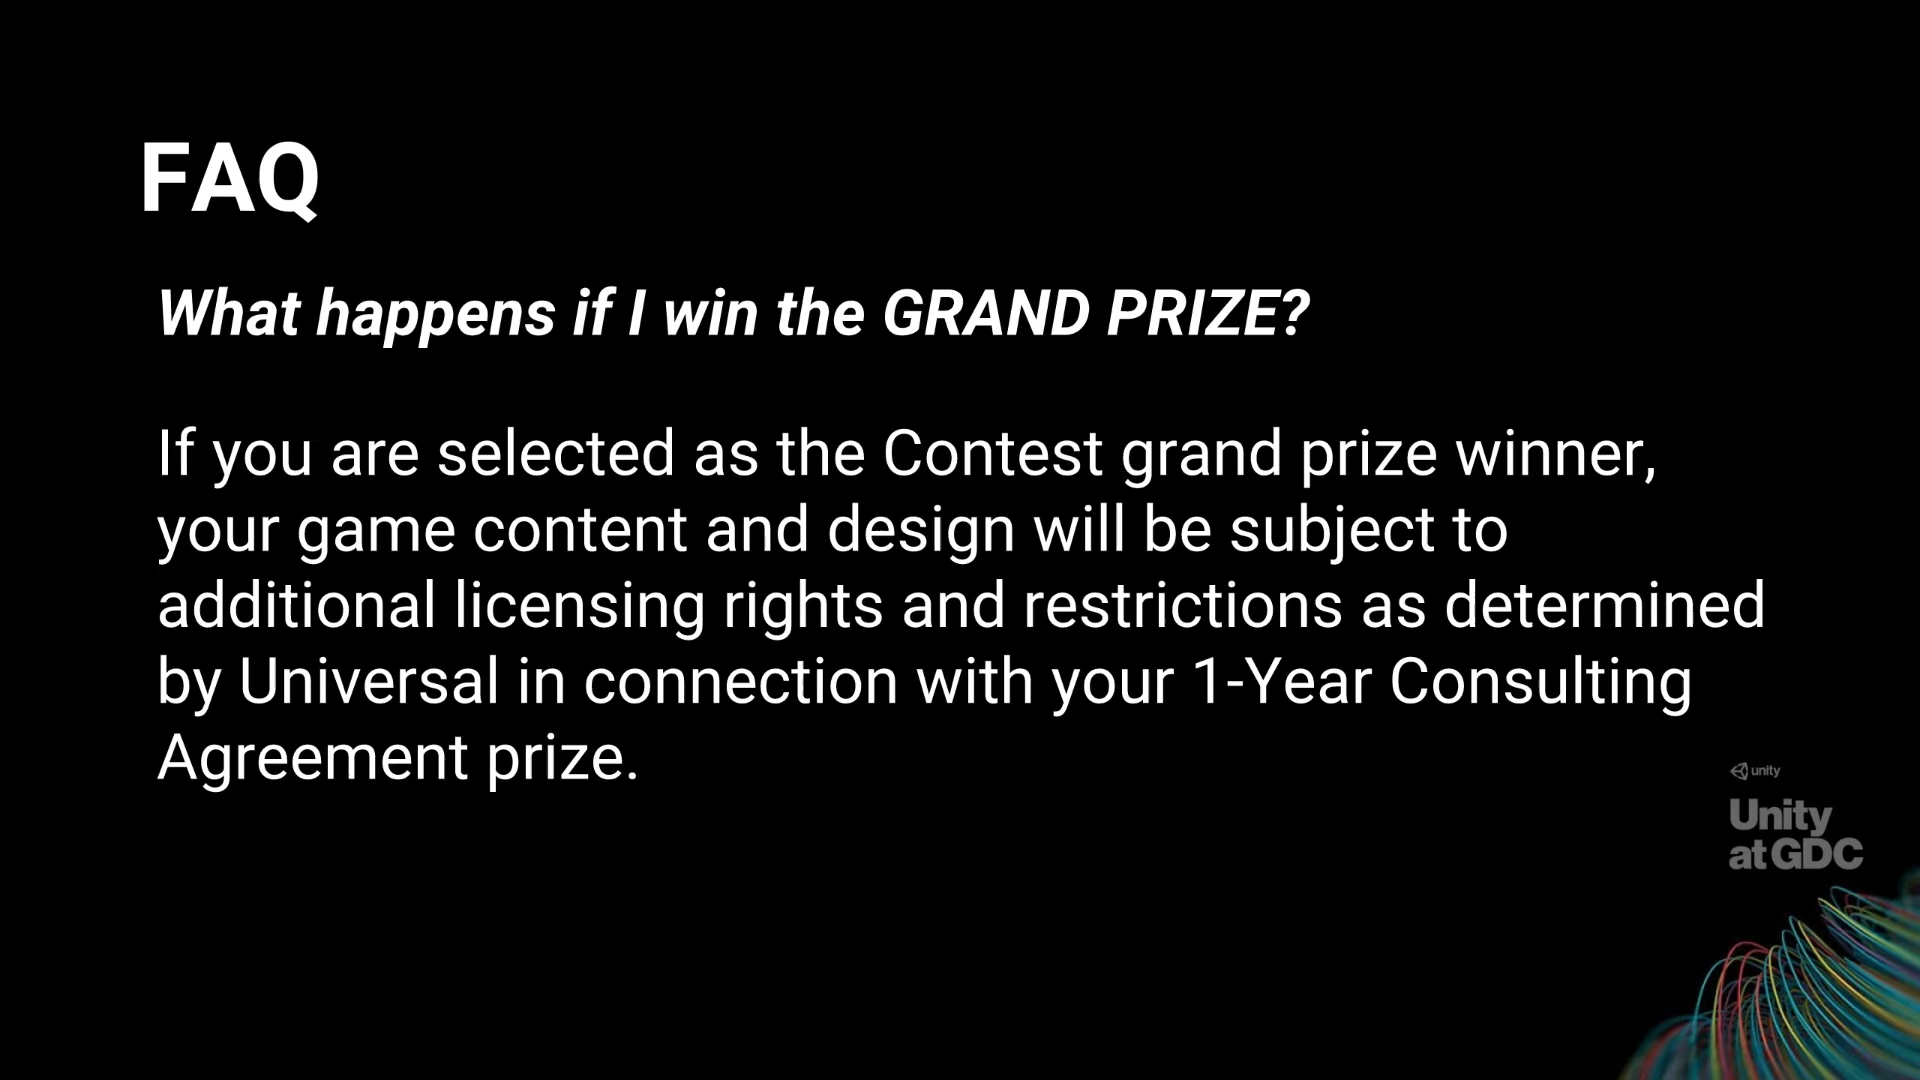 FAQ
What happens if I win the GRAND PRIZE?
If you are selected as the Contest grand prize winner,
your game content and design will be subject to
additional licensing rights and restrictions as determined
by Universal in connection with your 1-Year Consulting
Agreement prize.
unity
Unity
at GDC